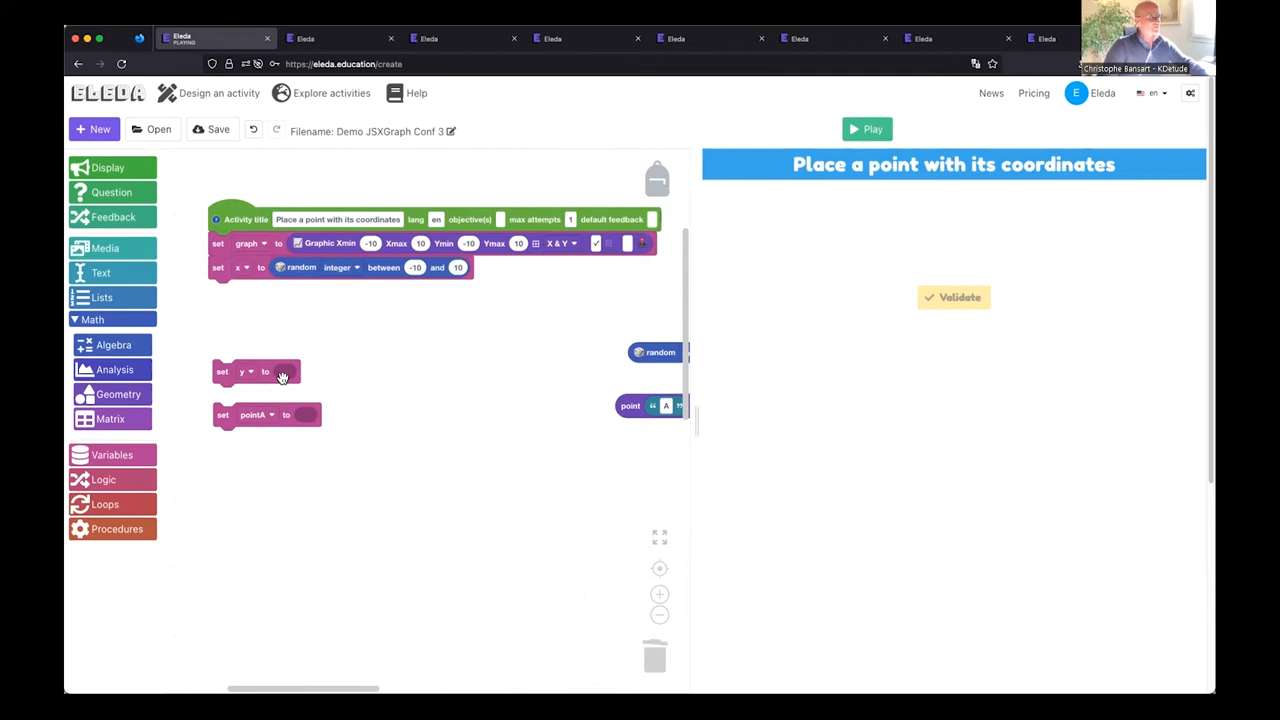 Eleda
PLAYING
Eleda
Eleda
Eleda
Eleda
Eleda
Eleda
Eleda
Christophe Bansart - KDetude
https://eleda.education/create
ELEDA
Design an activity
Explore activities
Help
News
Pricing
E
Eleda
en
New
Open
Save
Filename: Demo JSXGraph Conf 3
Play
Display
Question
Feedback
Media
Text
Lists
Math
Algebra
Analysis
Geometry
Matrix
Variables
Logic
Loops
Procedures
Activity title Place a point with its coordinates lang en objective(s) max attempts 1 default feedback
set graph to Graphic Xmin -10 Xmax 10 Ymin -10 Ymax 10 X & Y
set x to random integer between -10 and 10
random
set y to
point “ A ”
set pointA to
Place a point with its coordinates
Validate